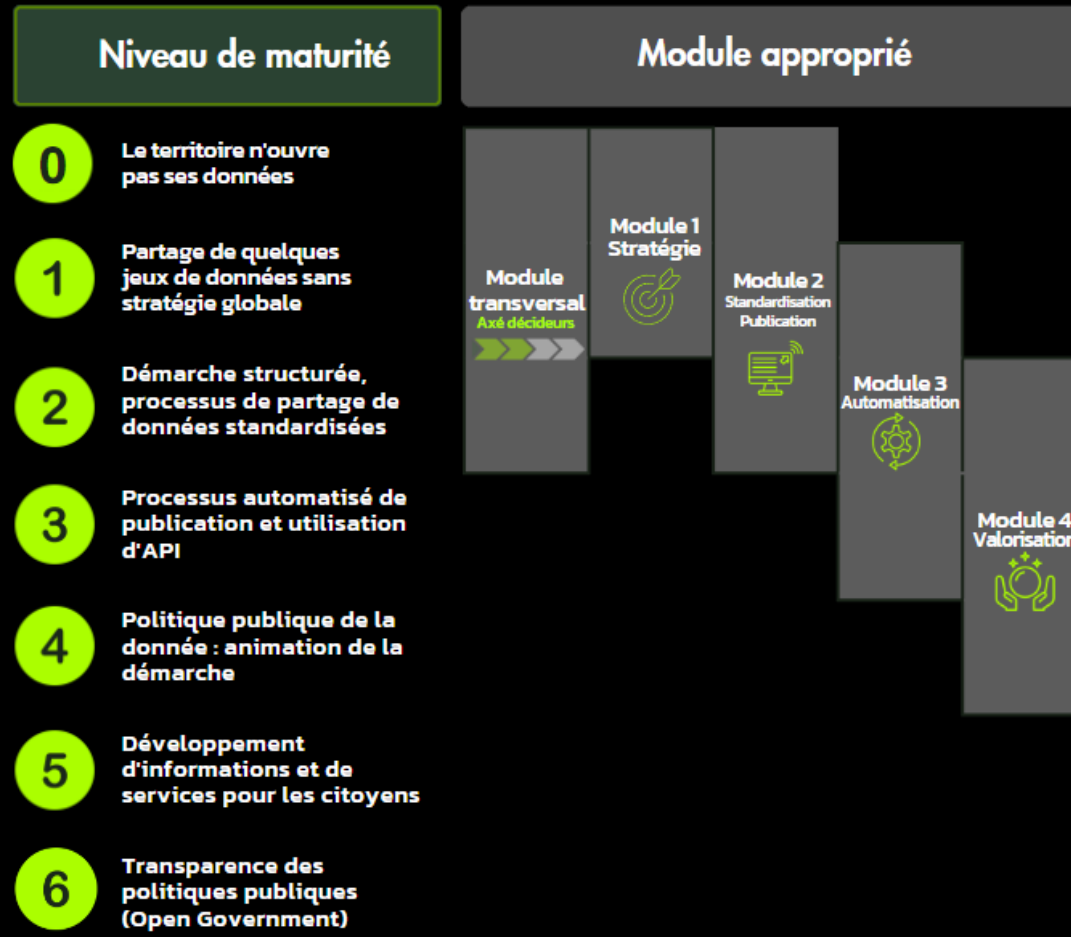 Niveau de maturité
Module approprié
0
Le territoire n'ouvre
pas ses données
1
Partage de quelques
jeux de données sans
stratégie globale
2
Démarche structurée,
processus de partage de
données standardisées
3
Processus automatisé de
publication et utilisation
d'API
4
Politique publique de la
donnée : animation de la
démarche
5
Développement
d'informations et de
services pour les citoyens
6
Transparence des
politiques publiques
(Open Government)
Module
transversal
Axé décideurs
Module 1
Stratégie
Module 2
Standardisation
Publication
Module 3
Automatisation
Module 4
Valorisation